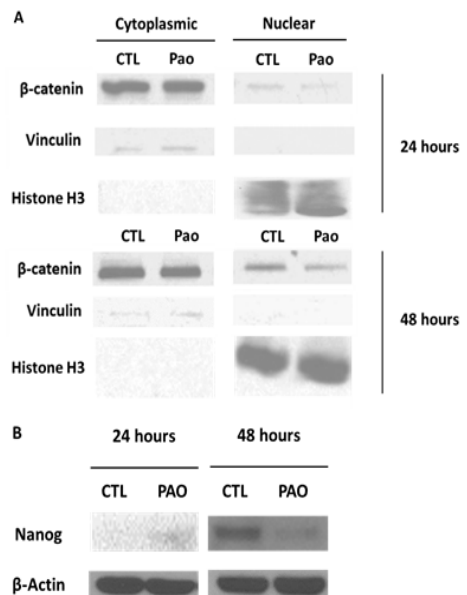 A
Cytoplasmic Nuclear
CTL Pao CTL Pao
β-catenin
Vinculin
24 hours
Histone H3
CTL Pao CTL Pao
β-catenin
Vinculin
48 hours
Histone H3
B
24 hours 48 hours
CTL PAO CTL PAO
Nanog
β-Actin